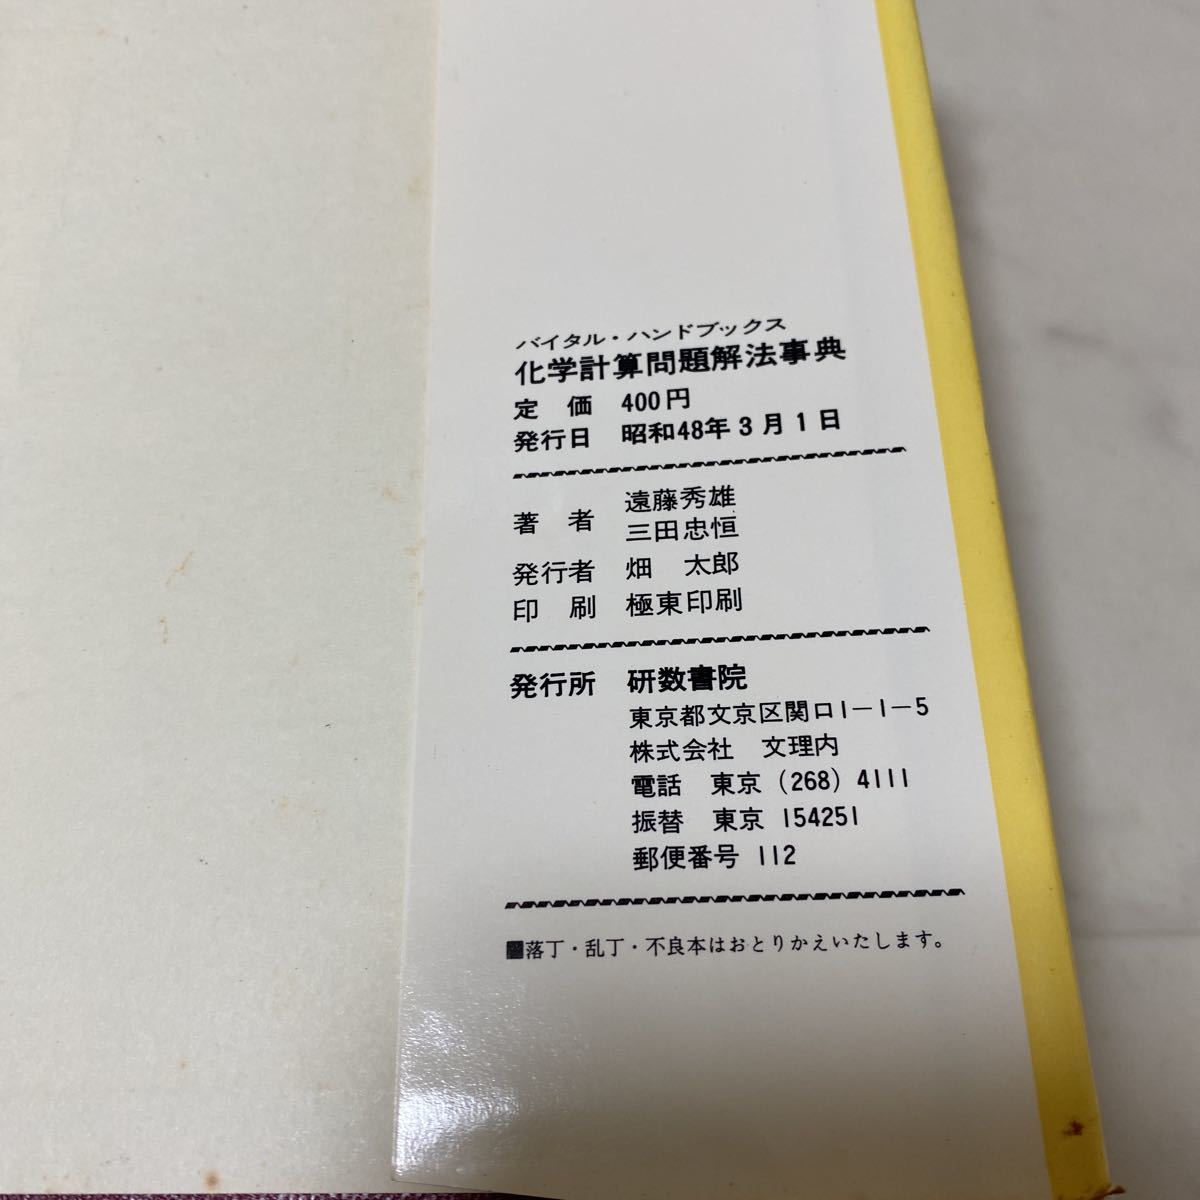 バイタル・ハンドブックス
化学計算問題解法事典
定　価　400円
発行日　昭和48年3月1日
著　者　遠藤秀雄
三田忠恒
発行者　畑　太郎
印　刷　極東印刷
発行所　研数書院
東京都文京区関口1-1-5
株式会社　文理内
電話　東京(268)4111
振替　東京 154251
郵便番号 112
■落丁・乱丁・不良本はおとりかえいたします。